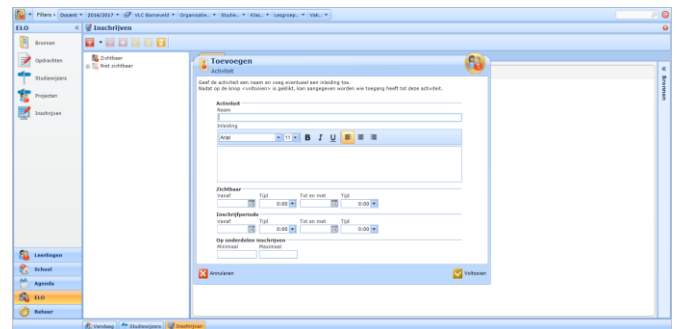 Filters • Docent • 2016/2017 • VLC Barneveld • Organisatie.. • Studie.. • Klas.. • Lesgroep.. • Vak..
ELO
Inschrijven
Bronnen
Opdrachten
Studiewijzers
Projecten
Inschrijven
Zichtbaar
Niet zichtbaar
Toevoegen
Activiteit
Geef de activiteit een naam en voeg eventueel een inleiding toe.
Nadat op de knop <voltooien> is geklikt, kan aangegeven worden wie toegang heeft tot deze activiteit.
Activiteit
Naam
Inleiding
Arial 11 B I U
Zichtbaar
Vanaf Tijd Tot en met Tijd
0:00 0:00
Inschrijfperiode
Vanaf Tijd Tot en met Tijd
0:00 0:00
Op onderdelen inschrijven
Minimaal Maximaal
Annuleren Voltooien
Bronnen
Leerlingen
School
Agenda
ELO
Beheer
Vandaag Studiewijzers Inschrijven